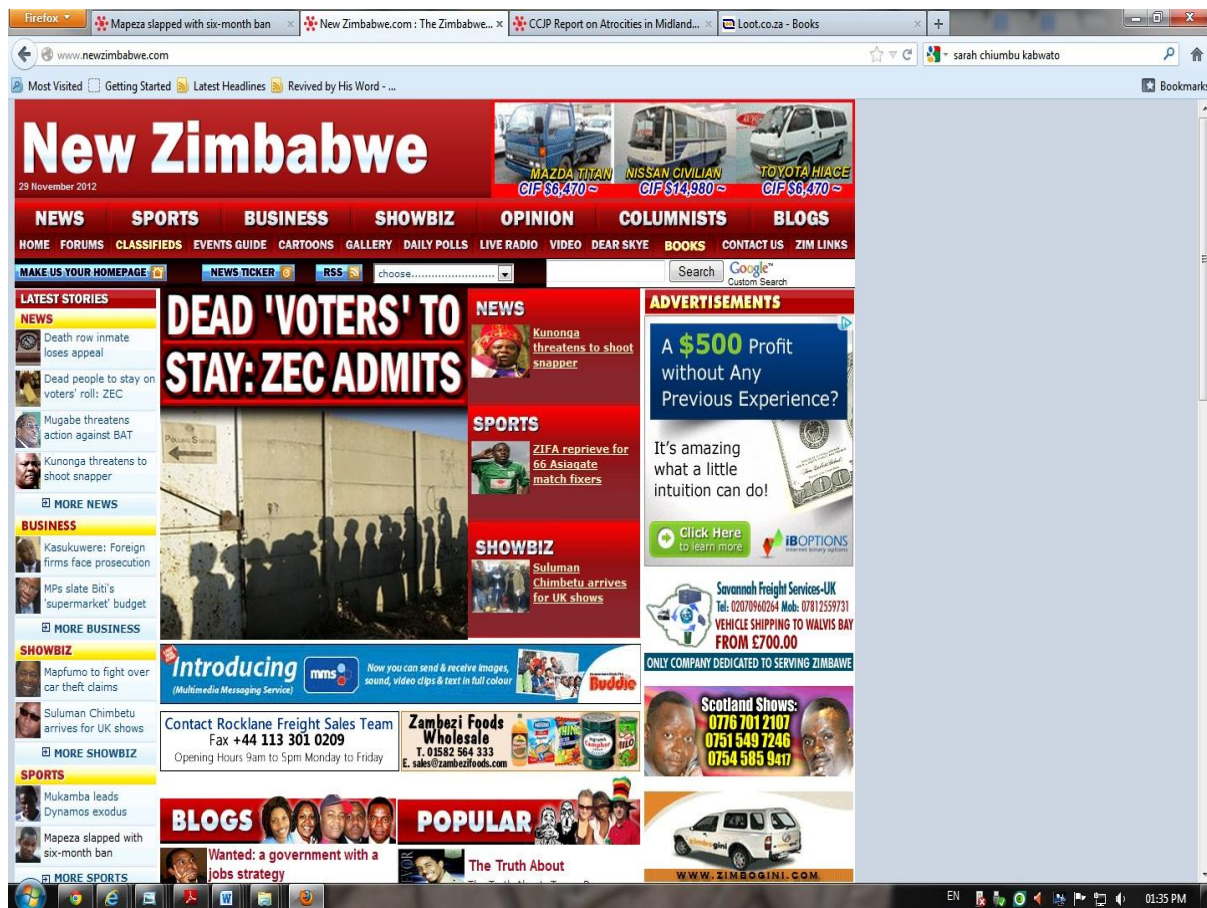 Firefox
Mapeza slapped with six-month ban
New Zimbabwe.com : The Zimbabwe...
CCJP Report on Atrocities in Midland...
Loot.co.za - Books
www.newzimbabwe.com
sarah chiumbu kabwato
Most Visited
Getting Started
Latest Headlines
Revived by His Word - ...
Bookmarks
New Zimbabwe
29 November 2012
MAZDA TITAN
CIF $6,470 ~
NISSAN CIVILIAN
CIF $14,980 ~
TOYOTA HIACE
CIF $6,470 ~
NEWS SPORTS BUSINESS SHOWBIZ OPINION COLUMNISTS BLOGS
HOME FORUMS CLASSIFIEDS EVENTS GUIDE CARTOONS GALLERY DAILY POLLS LIVE RADIO VIDEO DEAR SKYE BOOKS CONTACT US ZIM LINKS
MAKE US YOUR HOMEPAGE
NEWS TICKER
RSS
choose..........................
Search
Google™
Custom Search
LATEST STORIES
NEWS
Death row inmate
loses appeal
Dead people to stay on
voters' roll: ZEC
Mugabe threatens
action against BAT
Kunonga threatens to
shoot snapper
MORE NEWS
BUSINESS
Kasukuwere: Foreign
firms face prosecution
MPs slate Biti's
'supermarket' budget
MORE BUSINESS
SHOWBIZ
Mapfumo to fight over
car theft claims
Suluman Chimbetu
arrives for UK shows
MORE SHOWBIZ
SPORTS
Mukamba leads
Dynamos exodus
Mapeza slapped with
six-month ban
MORE SPORTS
DEAD 'VOTERS' TO
STAY: ZEC ADMITS
POLLING STATION
NEWS
Kunonga
threatens to shoot
snapper
SPORTS
ZIFA reprieve for
66 Asiagate
match fixers
SHOWBIZ
Suluman
Chimbetu arrives
for UK shows
Introducing
(Multimedia Messaging Service)
mms
Now you can send & receive images,
sound, video clips & text in full colour
Buddie
Contact Rocklane Freight Sales Team
Fax +44 113 301 0209
Opening Hours 9am to 5pm Monday to Friday
Zambezi Foods
Wholesale
T. 01582 564 333
E. sales@zambezifoods.com
BLOGS
Wanted: a government with a
jobs strategy
POPULAR
The Truth About
ADVERTISEMENTS
A $500 Profit
without Any
Previous Experience?
It's amazing
what a little
intuition can do!
Click Here
to learn more
iBOPTIONS
internet binary options
Savannah Freight Services-UK
Tel: 02070960264 Mob: 07812559731
VEHICLE SHIPPING TO WALVIS BAY
FROM £700.00
ONLY COMPANY DEDICATED TO SERVING ZIMBAWE
Scotland Shows:
0776 701 2107
0751 549 7246
0754 585 9417
zimbogini
WWW.ZIMBOGINI.COM
EN
01:35 PM